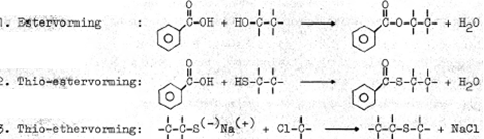 1. Estervorming : C-OH + HO-C-C- → C-O-C-C- + H2O
2. Thio-estervorming: C-OH + HS-C-C- → C-S-C-C- + H2O
3. Thio-ethervorming: -C-C-S(-)Na(+) + Cl-C- → -C-C-S-C- + NaCl